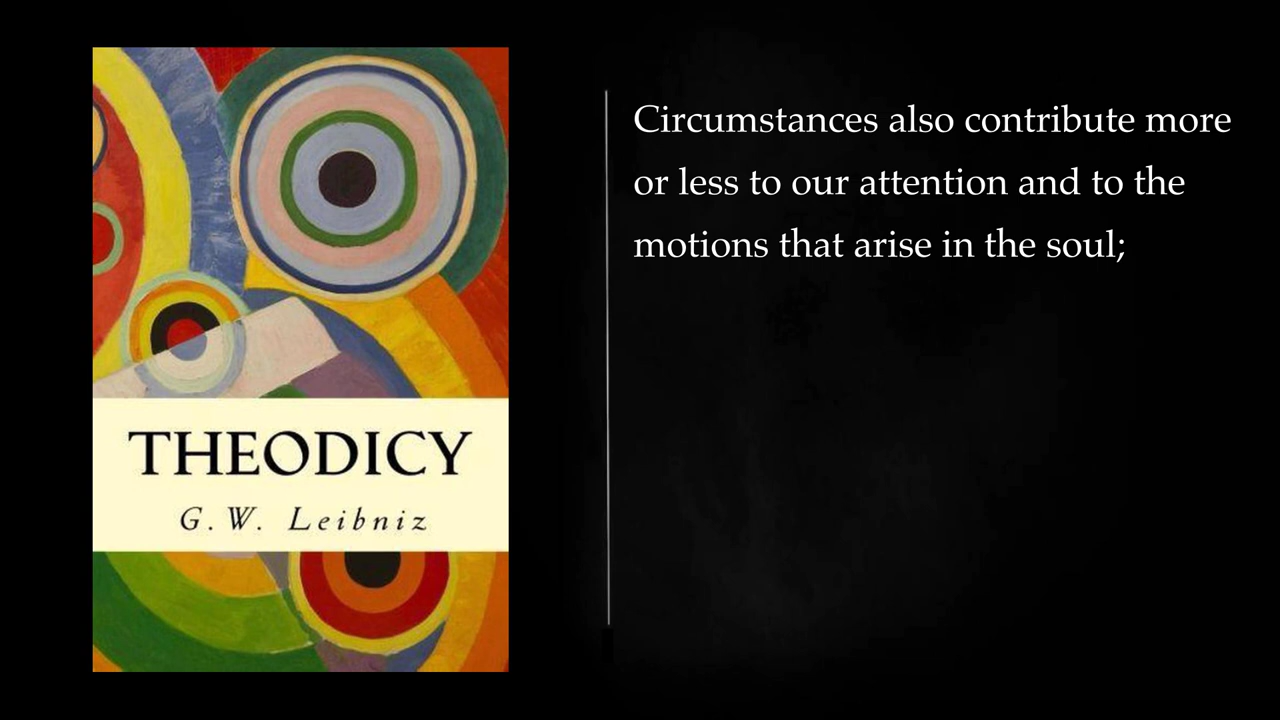 THEODICY
G. W. Leibniz
Circumstances also contribute more
or less to our attention and to the
motions that arise in the soul;